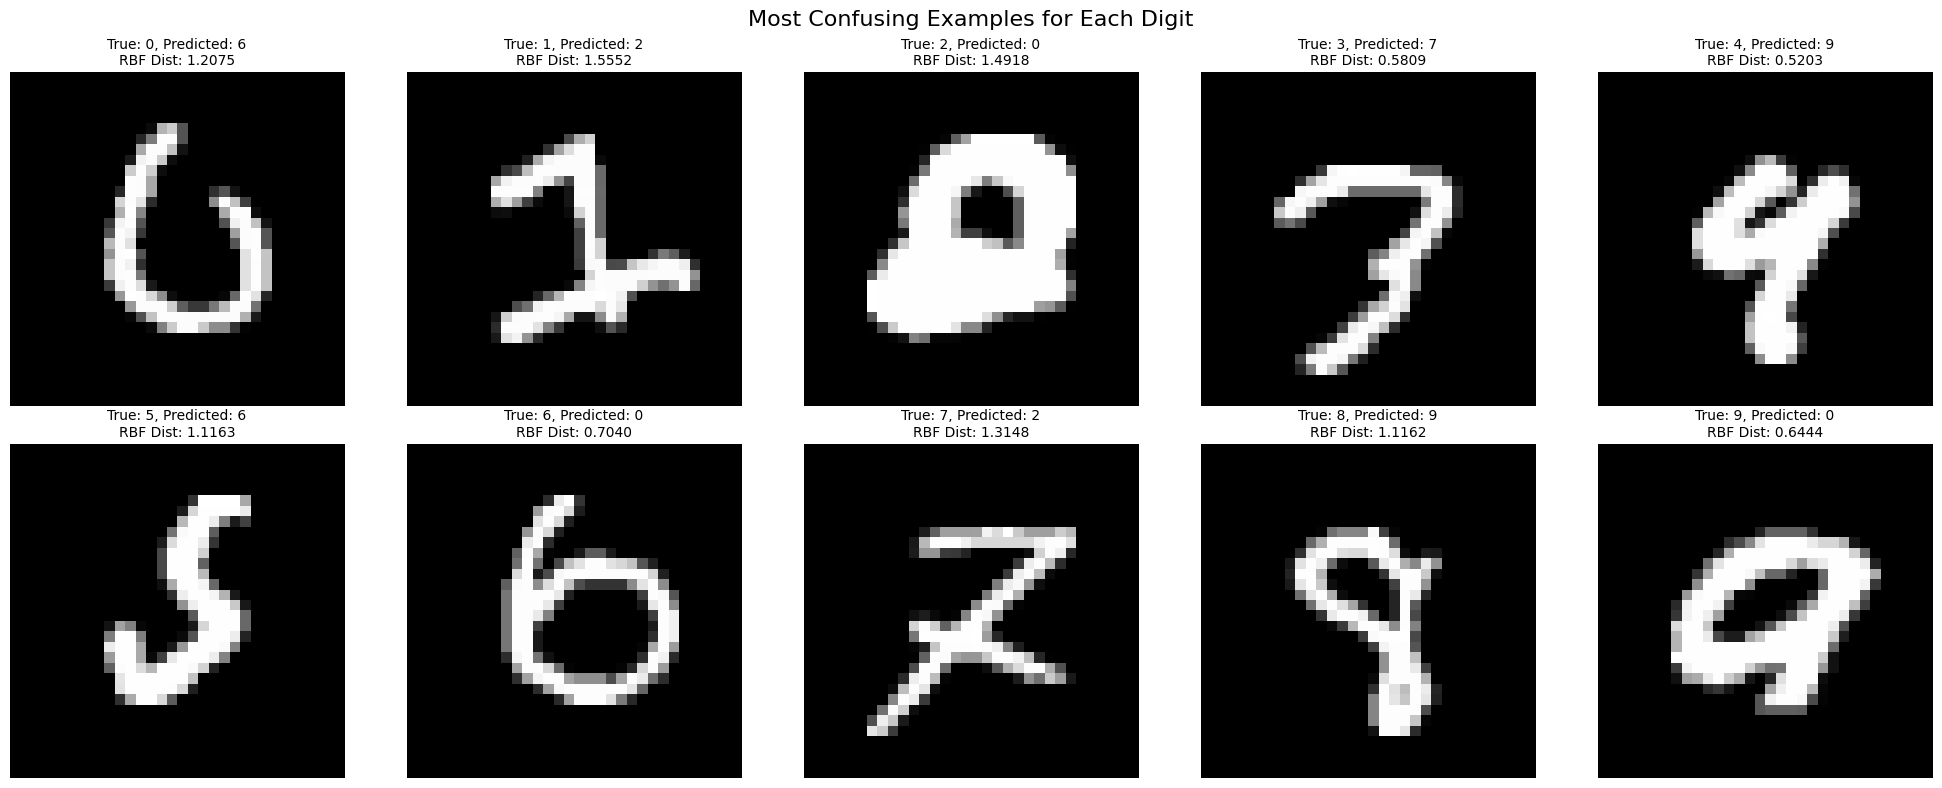 Most Confusing Examples for Each Digit
True: 0, Predicted: 6
RBF Dist: 1.2075
True: 1, Predicted: 2
RBF Dist: 1.5552
True: 2, Predicted: 0
RBF Dist: 1.4918
True: 3, Predicted: 7
RBF Dist: 0.5809
True: 4, Predicted: 9
RBF Dist: 0.5203
True: 5, Predicted: 6
RBF Dist: 1.1163
True: 6, Predicted: 0
RBF Dist: 0.7040
True: 7, Predicted: 2
RBF Dist: 1.3148
True: 8, Predicted: 9
RBF Dist: 1.1162
True: 9, Predicted: 0
RBF Dist: 0.6444